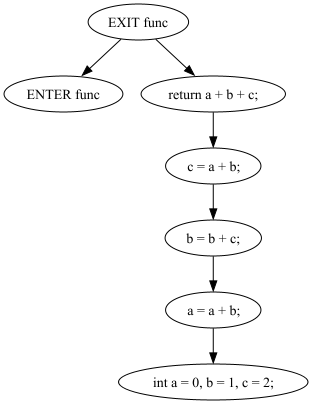 EXIT func
ENTER func
return a + b + c;
c = a + b;
b = b + c;
a = a + b;
int a = 0, b = 1, c = 2;